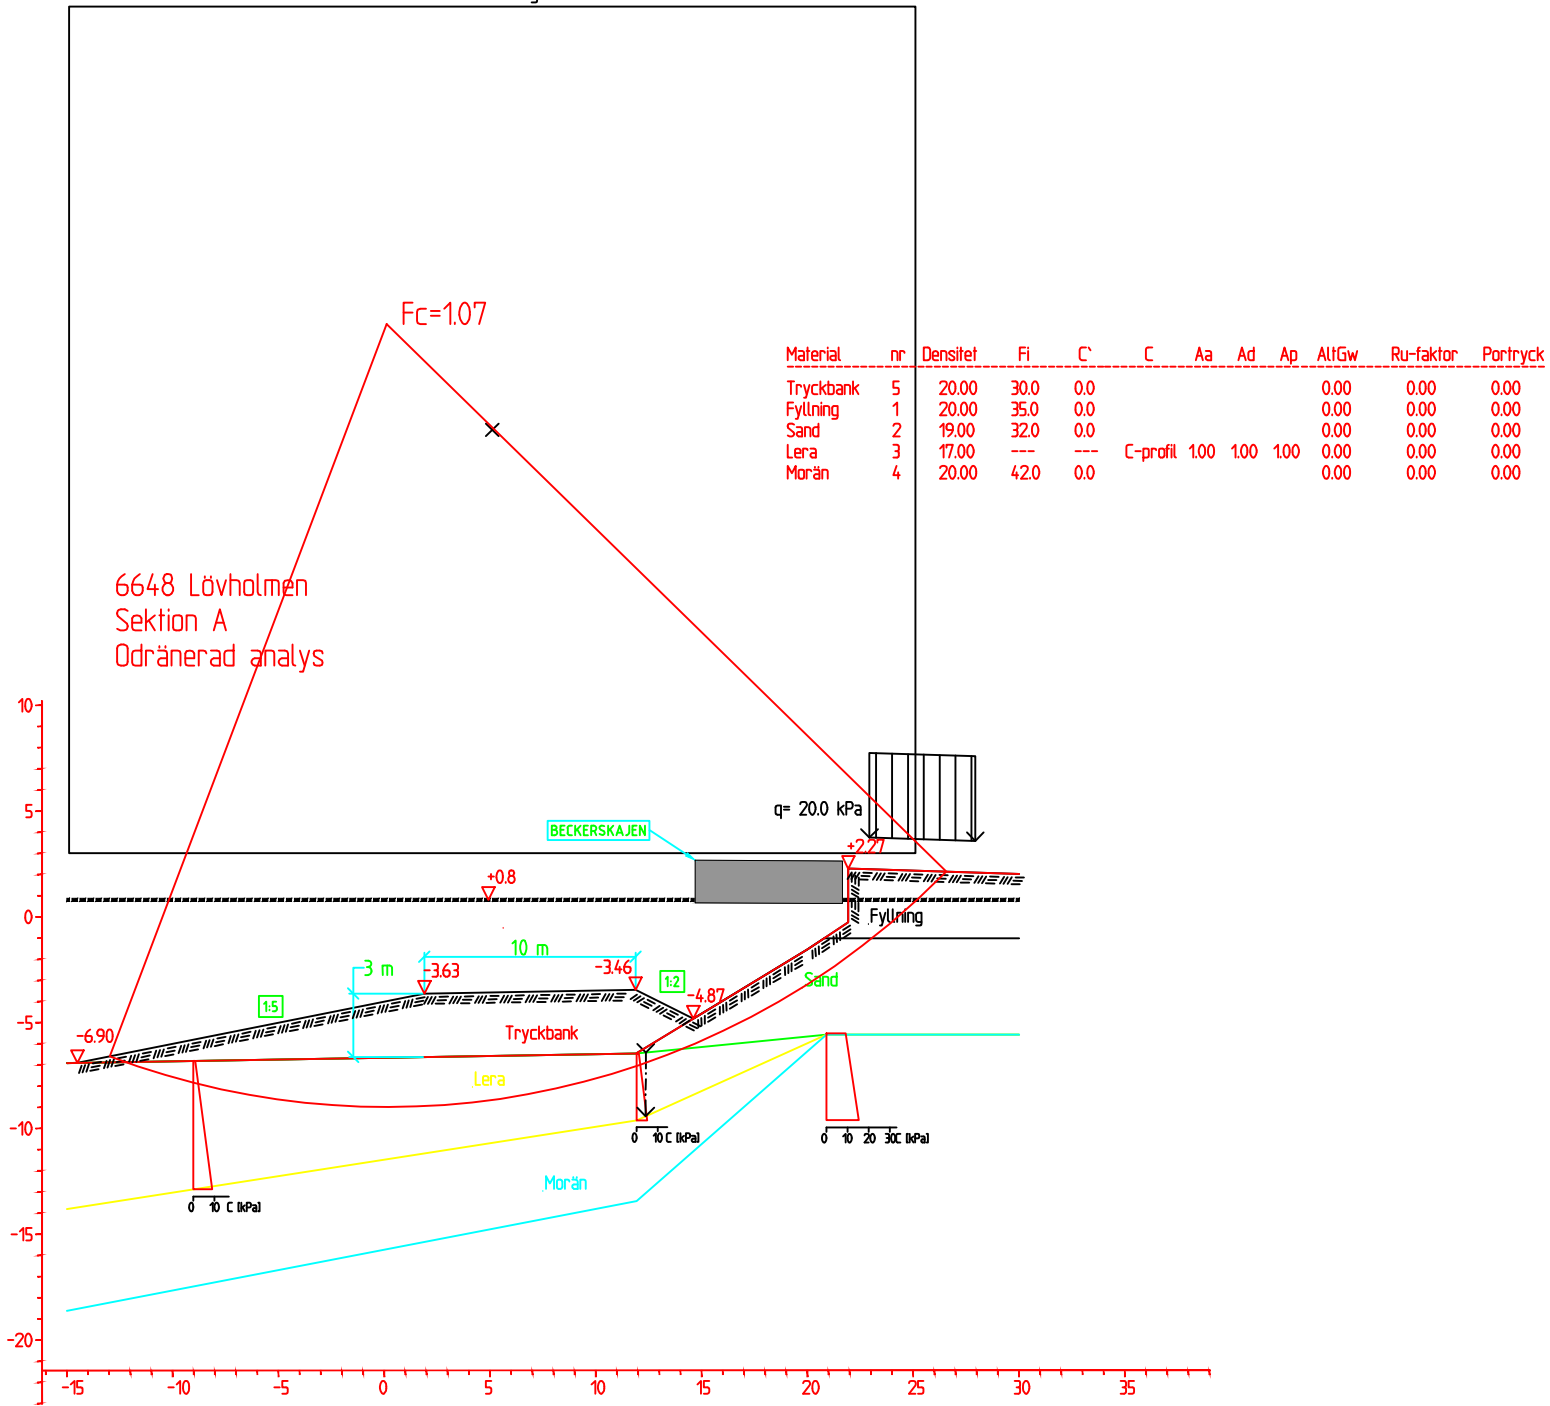 Fc=1.07
Material nr Densitet Fi C` C Aa Ad Ap AltGw Ru-faktor Portryck
Tryckbank 5 20.00 30.0 0.0 0.00 0.00 0.00
Fyllning 1 20.00 35.0 0.0 0.00 0.00 0.00
Sand 2 19.00 32.0 0.0 0.00 0.00 0.00
Lera 3 17.00 --- --- C-profil 1.00 1.00 1.00 0.00 0.00 0.00
Morän 4 20.00 42.0 0.0 0.00 0.00 0.00
6648 Lövholmen
Sektion A
Odränerad analys
10
5
0
-5
-10
-15
-20
q= 20.0 kPa
BECKERSKAJEN
+2.27
+0.8
Fyllning
10 m
3 m
-3.63
-3.46
1:2
Sand
1:5
-4.87
-6.90
Tryckbank
Lera
0 10 C [kPa]
0 10 20 30C [kPa]
Morän
0 10 C [kPa]
-15 -10 -5 0 5 10 15 20 25 30 35